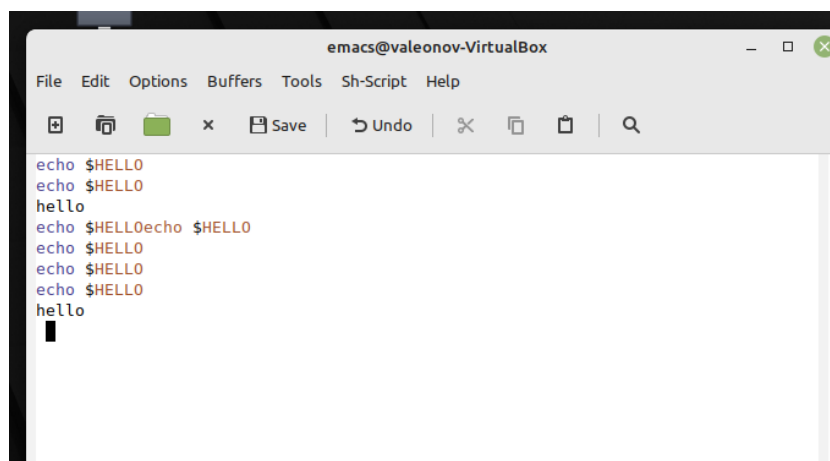 emacs@valeonov-VirtualBox
File Edit Options Buffers Tools Sh-Script Help
Save Undo
echo $HELLO
echo $HELLO
hello
echo $HELLOecho $HELLO
echo $HELLO
echo $HELLO
echo $HELLO
hello